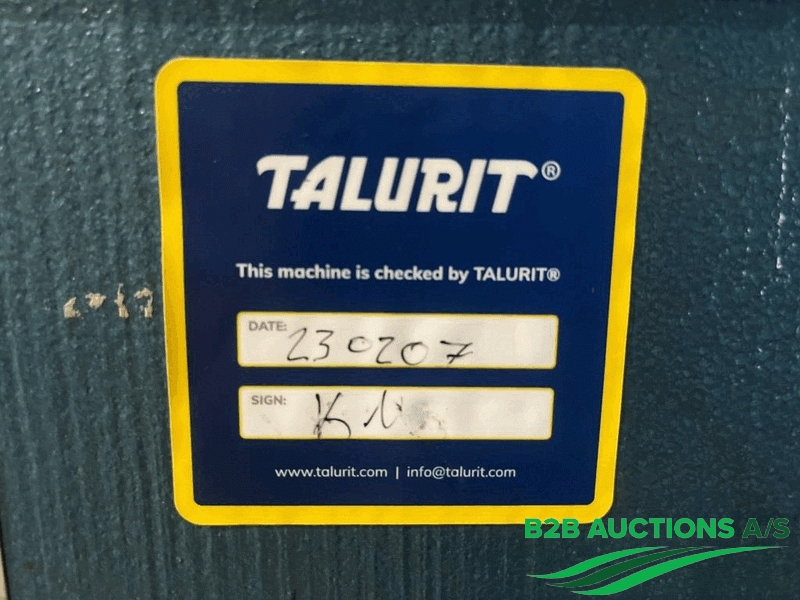 TALURIT®
This machine is checked by TALURIT®
DATE: 230207
SIGN:
www.talurit.com | info@talurit.com
B2B AUCTIONS A/S